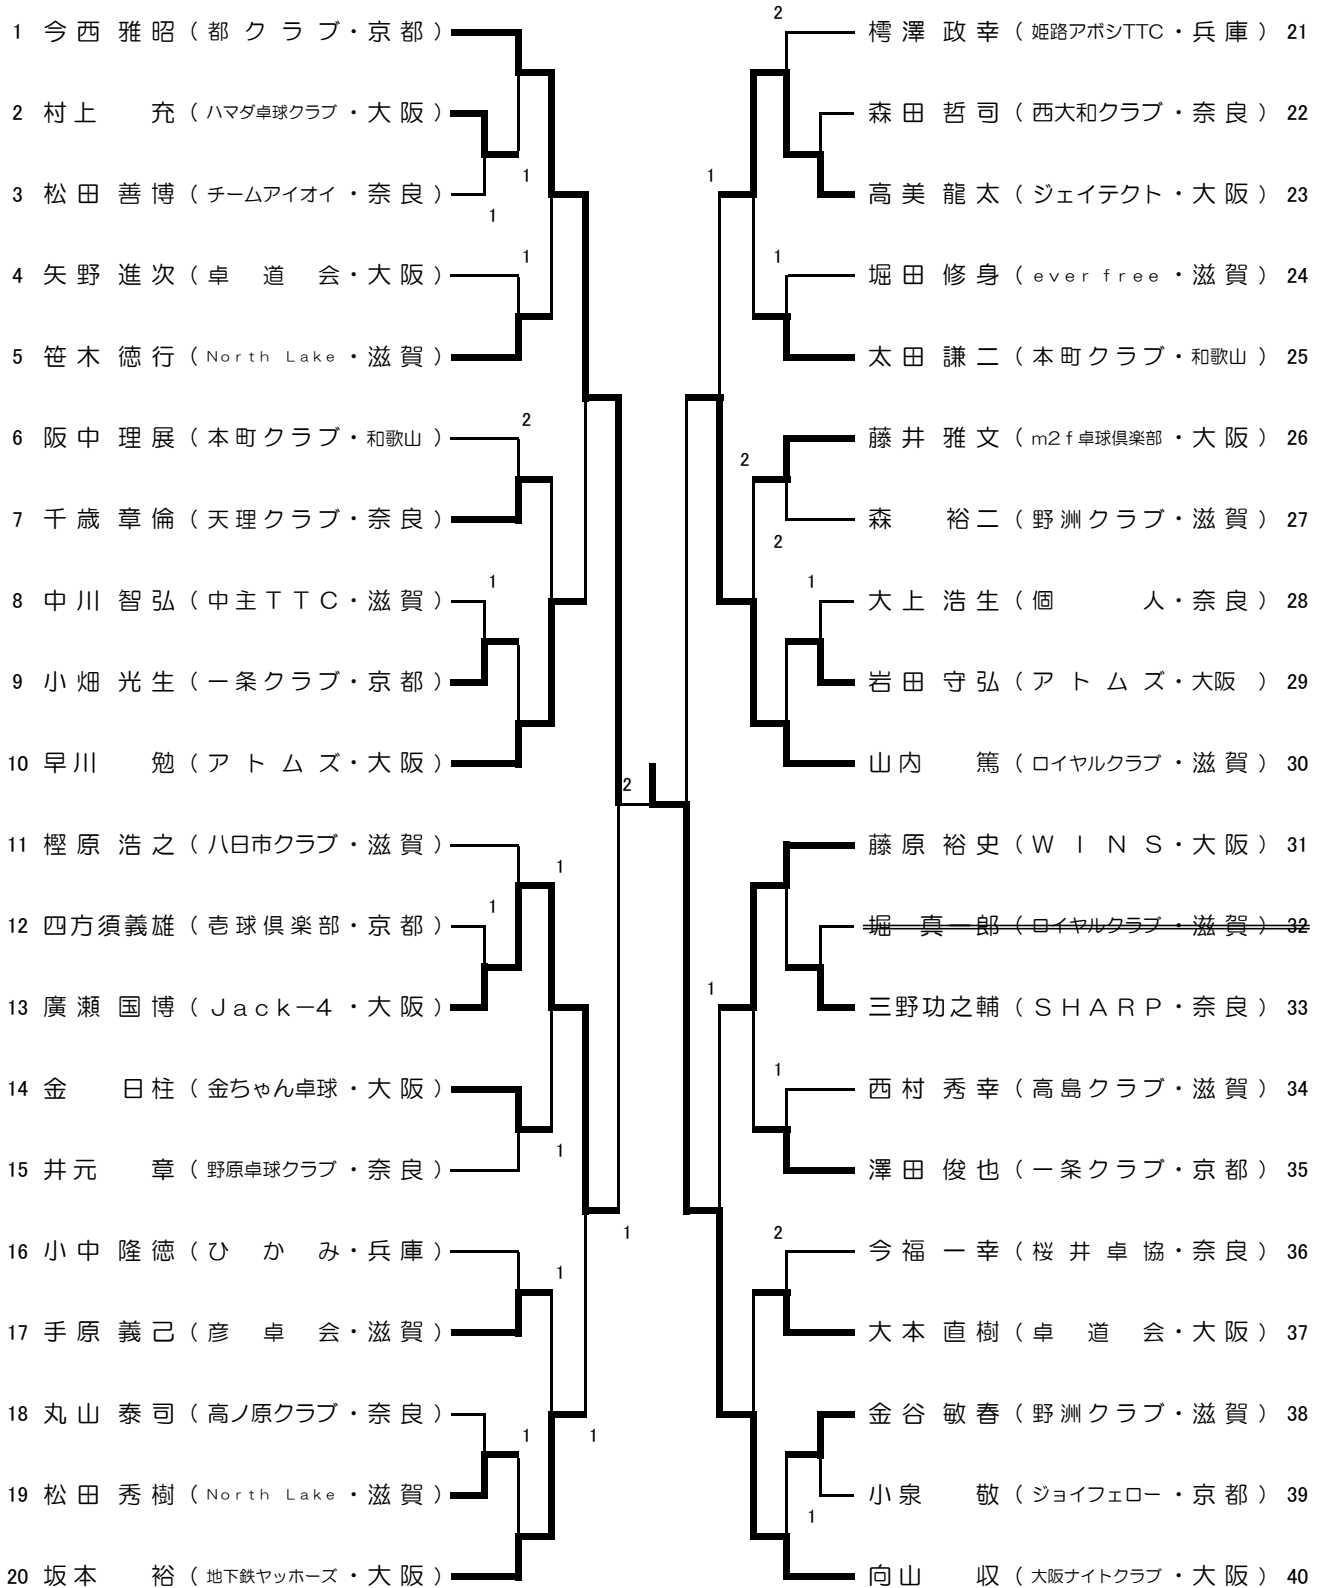 1 今西雅昭（都クラブ・京都）
2 村上 充（ハマダ卓球クラブ・大阪）
1
3 松田善博（チームアイオイ・奈良）
1
1
4 矢野進次（卓道会・大阪）
5 笹木徳行（North Lake・滋賀）
2
6 阪中理展（本町クラブ・和歌山）
7 千歳章倫（天理クラブ・奈良）
1
8 中川智弘（中主TTC・滋賀）
9 小畑光生（一条クラブ・京都）
10 早川 勉（アトムズ・大阪）
2
11 樫原浩之（八日市クラブ・滋賀）
1
1
12 四方須義雄（壱球倶楽部・京都）
13 廣瀬国博（Jack-4・大阪）
14 金 日柱（金ちゃん卓球・大阪）
1
15 井元 章（野原卓球クラブ・奈良）
1
16 小中隆徳（ひかみ・兵庫）
1
17 手原義己（彦卓会・滋賀）
18 丸山泰司（高ノ原クラブ・奈良）
1
1
19 松田秀樹（North Lake・滋賀）
20 坂本 裕（地下鉄ヤッホーズ・大阪）
2
樗澤政幸（姫路アボシTTC・兵庫）21
森田哲司（西大和クラブ・奈良）22
1
高美龍太（ジェイテクト・大阪）23
1
堀田修身（ever free・滋賀）24
太田謙二（本町クラブ・和歌山）25
藤井雅文（m2f卓球倶楽部・大阪）26
2
森 裕二（野洲クラブ・滋賀）27
2
1
大上浩生（個人・奈良）28
岩田守弘（アトムズ・大阪）29
山内 篤（ロイヤルクラブ・滋賀）30
藤原裕史（WINS・大阪）31
堀 真一郎（ロイヤルクラブ・滋賀）32
1
三野功之輔（SHARP・奈良）33
1
西村秀幸（高島クラブ・滋賀）34
澤田俊也（一条クラブ・京都）35
2
今福一幸（桜井卓協・奈良）36
大本直樹（卓道会・大阪）37
金谷敏春（野洲クラブ・滋賀）38
小泉 敬（ジョイフェロー・京都）39
1
向山 収（大阪ナイトクラブ・大阪）40